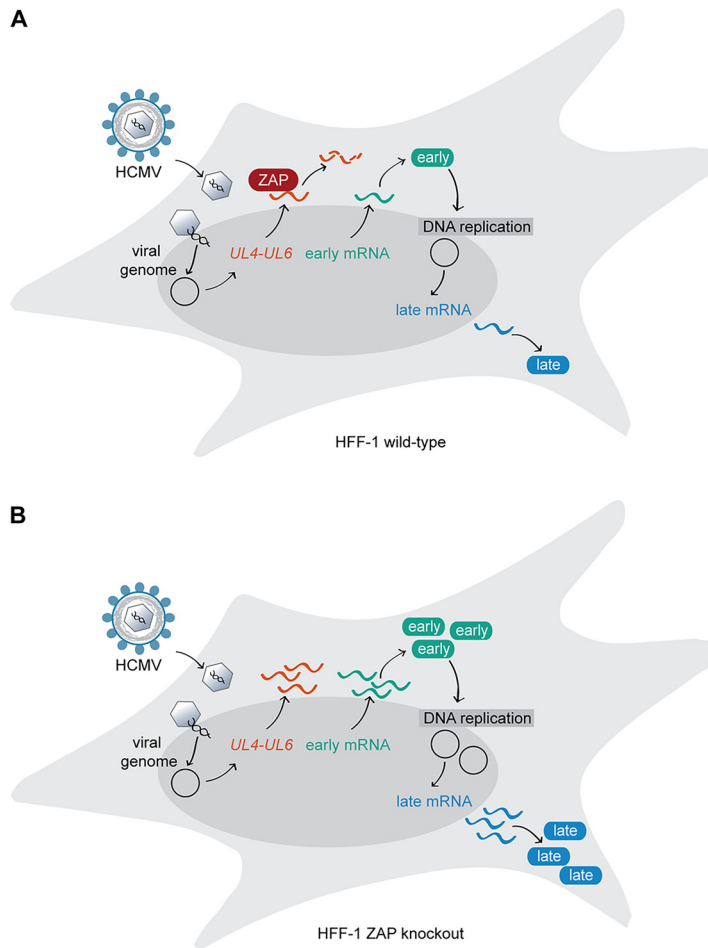 A
HCMV
ZAP
early
viral
genome
UL4-UL6 early mRNA
DNA replication
late mRNA
late
HFF-1 wild-type
B
HCMV
early
early
early
viral
genome
UL4-UL6 early mRNA
DNA replication
late mRNA
late
late
late
HFF-1 ZAP knockout